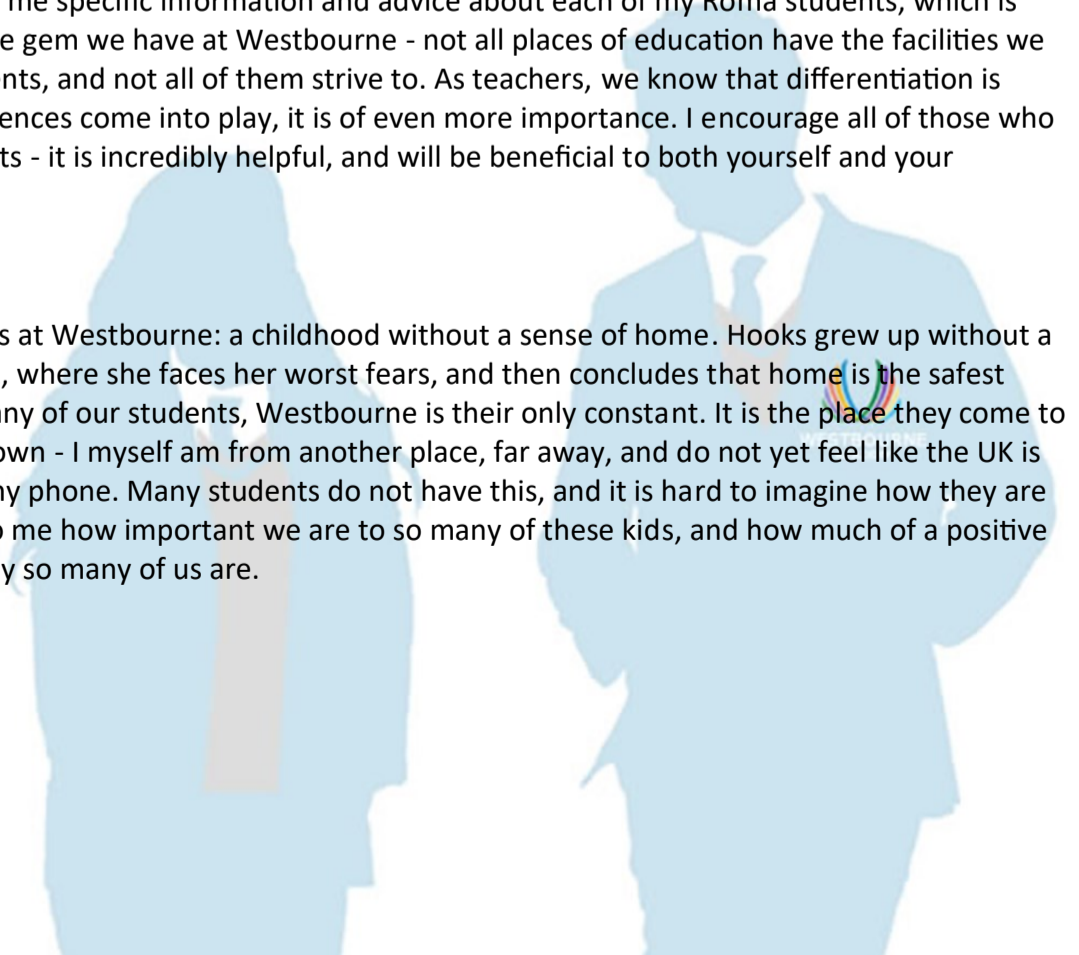 me specific information and advice about each of my Roma students, which is
e gem we have at Westbourne - not all places of education have the facilities we
nts, and not all of them strive to. As teachers, we know that differentiation is
ences come into play, it is of even more importance. I encourage all of those who
ts - it is incredibly helpful, and will be beneficial to both yourself and your
s at Westbourne: a childhood without a sense of home. Hooks grew up without a
, where she faces her worst fears, and then concludes that home is the safest
any of our students, Westbourne is their only constant. It is the place they come to
own - I myself am from another place, far away, and do not yet feel like the UK is
WESTBOURNE
ny phone. Many students do not have this, and it is hard to imagine how they are
o me how important we are to so many of these kids, and how much of a positive
y so many of us are.